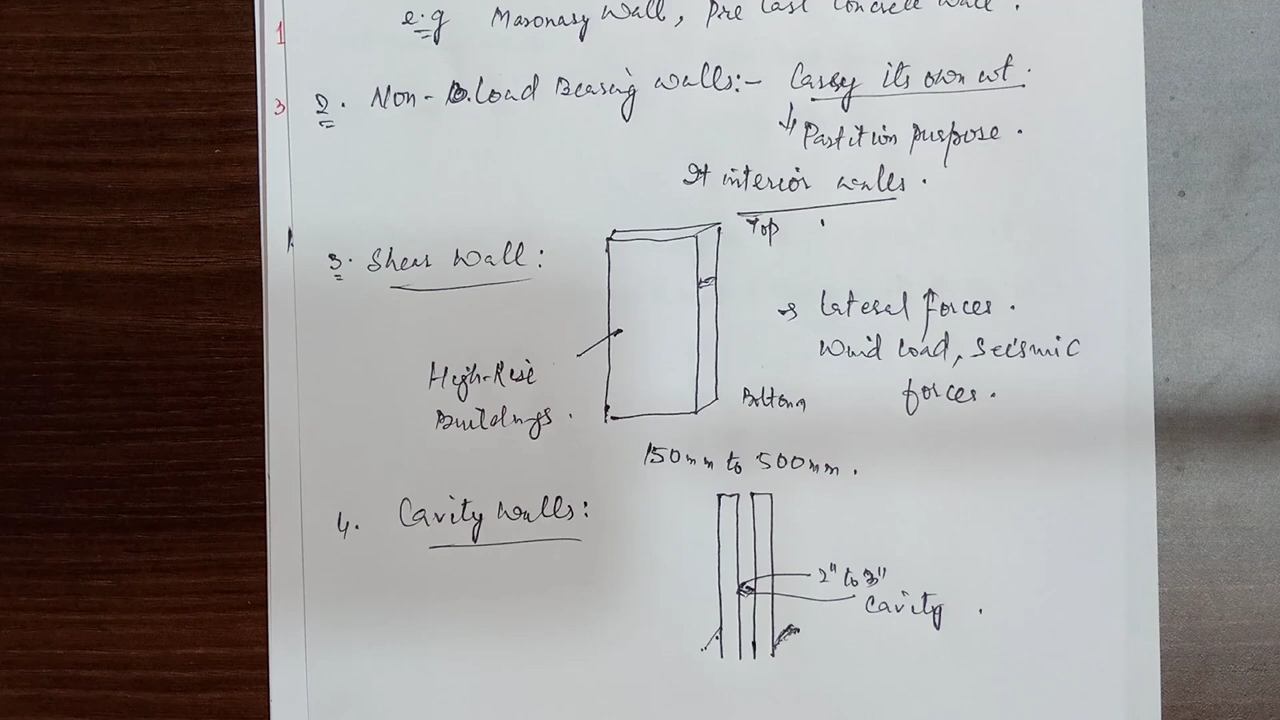 e.g Masonary Wall, Pre Cast Concrete Wall.
1
3
2. Non-Load Bearing Walls:- Carry its own wt.
↓ Partition purpose.
It interior walls.
Top
3. Shear Wall:
→ lateral forces.
Wind load, Seismic
forces.
High-Rise
Buildings.
Bottom
150mm to 500mm.
4. Cavity Walls:
2" to 3"
Cavity